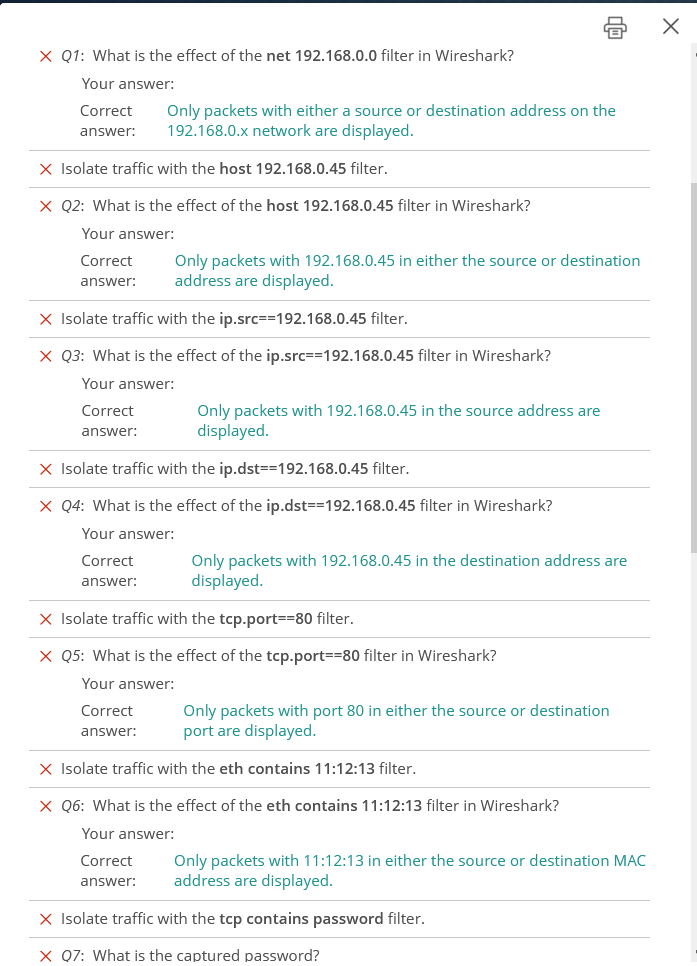 Q1: What is the effect of the net 192.168.0.0 filter in Wireshark?
Your answer:
Correct answer: Only packets with either a source or destination address on the
192.168.0.x network are displayed.
Isolate traffic with the host 192.168.0.45 filter.
Q2: What is the effect of the host 192.168.0.45 filter in Wireshark?
Your answer:
Correct answer: Only packets with 192.168.0.45 in either the source or destination
address are displayed.
Isolate traffic with the ip.src==192.168.0.45 filter.
Q3: What is the effect of the ip.src==192.168.0.45 filter in Wireshark?
Your answer:
Correct answer: Only packets with 192.168.0.45 in the source address are
displayed.
Isolate traffic with the ip.dst==192.168.0.45 filter.
Q4: What is the effect of the ip.dst==192.168.0.45 filter in Wireshark?
Your answer:
Correct answer: Only packets with 192.168.0.45 in the destination address are
displayed.
Isolate traffic with the tcp.port==80 filter.
Q5: What is the effect of the tcp.port==80 filter in Wireshark?
Your answer:
Correct answer: Only packets with port 80 in either the source or destination
port are displayed.
Isolate traffic with the eth contains 11:12:13 filter.
Q6: What is the effect of the eth contains 11:12:13 filter in Wireshark?
Your answer:
Correct answer: Only packets with 11:12:13 in either the source or destination MAC
address are displayed.
Isolate traffic with the tcp contains password filter.
Q7: What is the captured password?